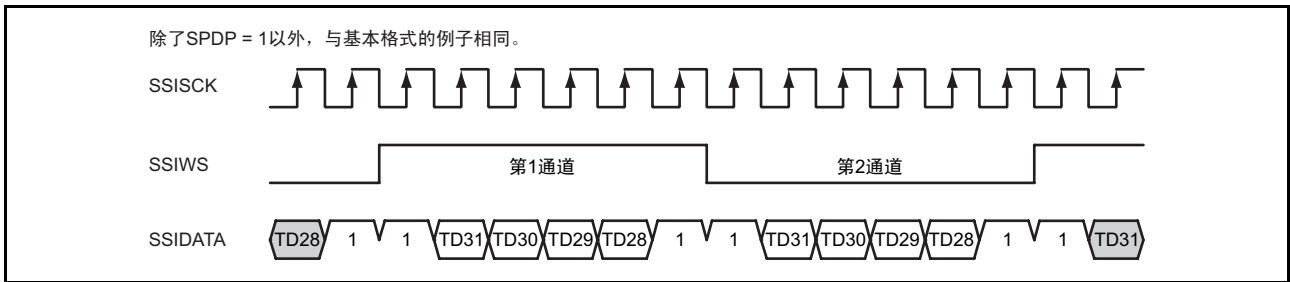 除了SPDP = 1以外，与基本格式的例子相同。
SSISCK
SSIWS 第1通道 第2通道
SSIDATA TD28 1 1 TD31 TD30 TD29 TD28 1 1 TD31 TD30 TD29 TD28 1 1 TD31